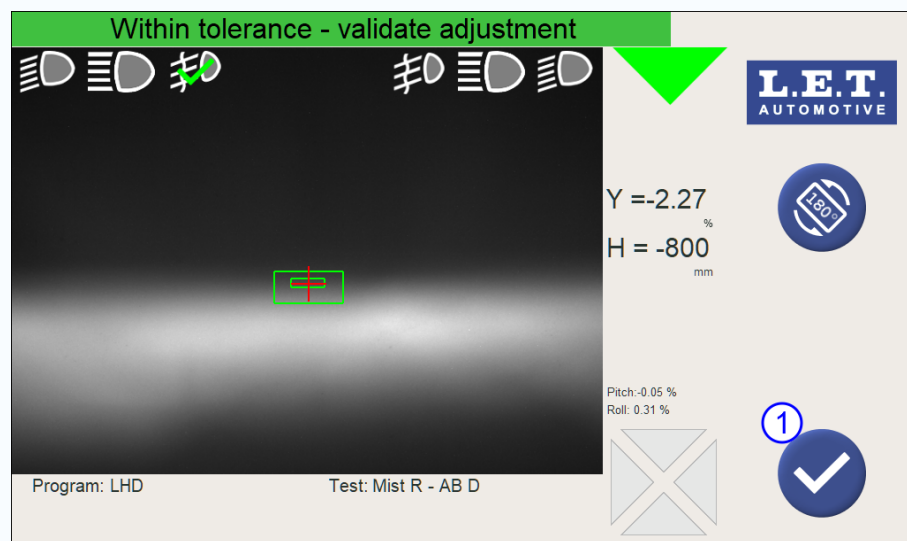 Within tolerance - validate adjustment
L.E.T.
AUTOMOTIVE
180°
Y =-2.27
%
H = -800
mm
Pitch:-0.05 %
Roll: 0.31 %
1
Program: LHD
Test: Mist R - AB D